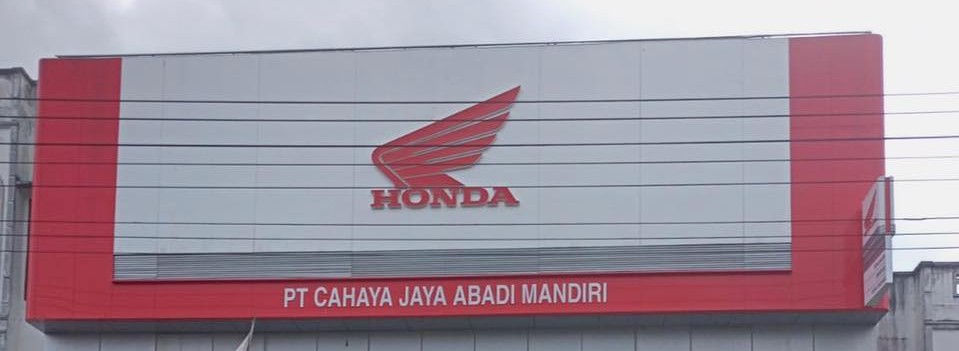 HONDA
PT CAHAYA JAYA ABADI MANDIRI